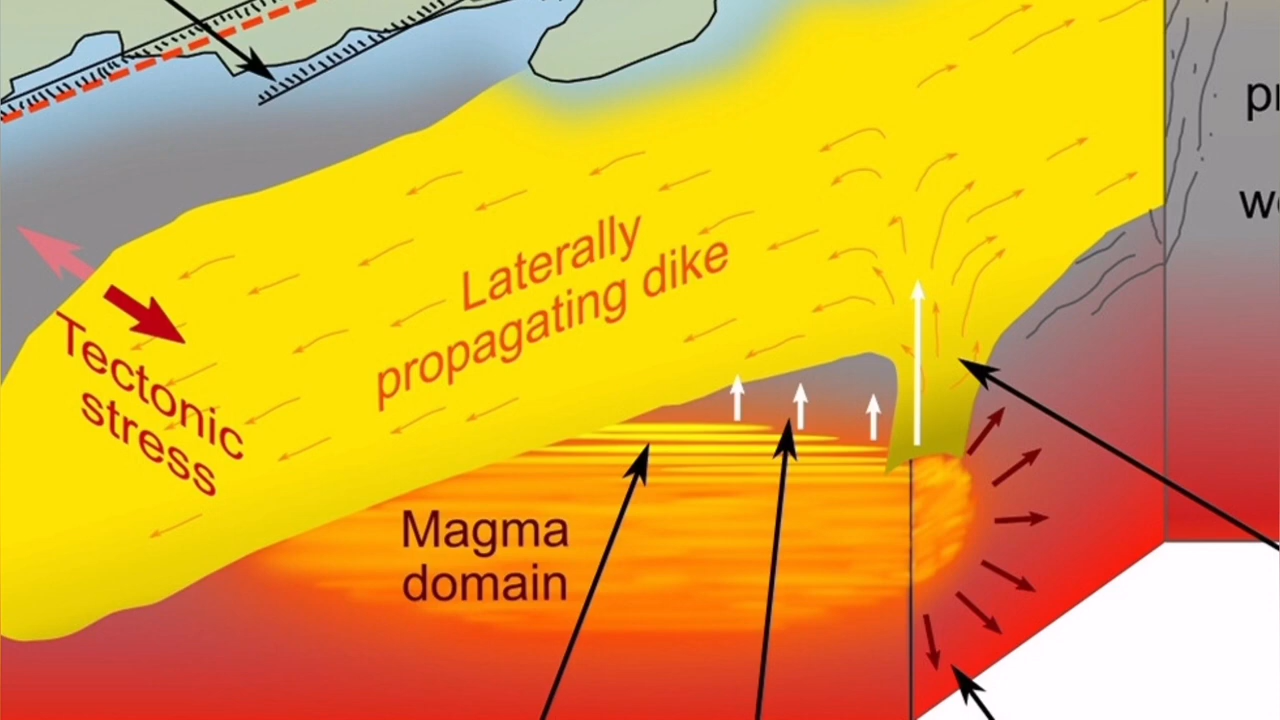 Laterally
propagating dike
Tectonic
stress
Magma
domain